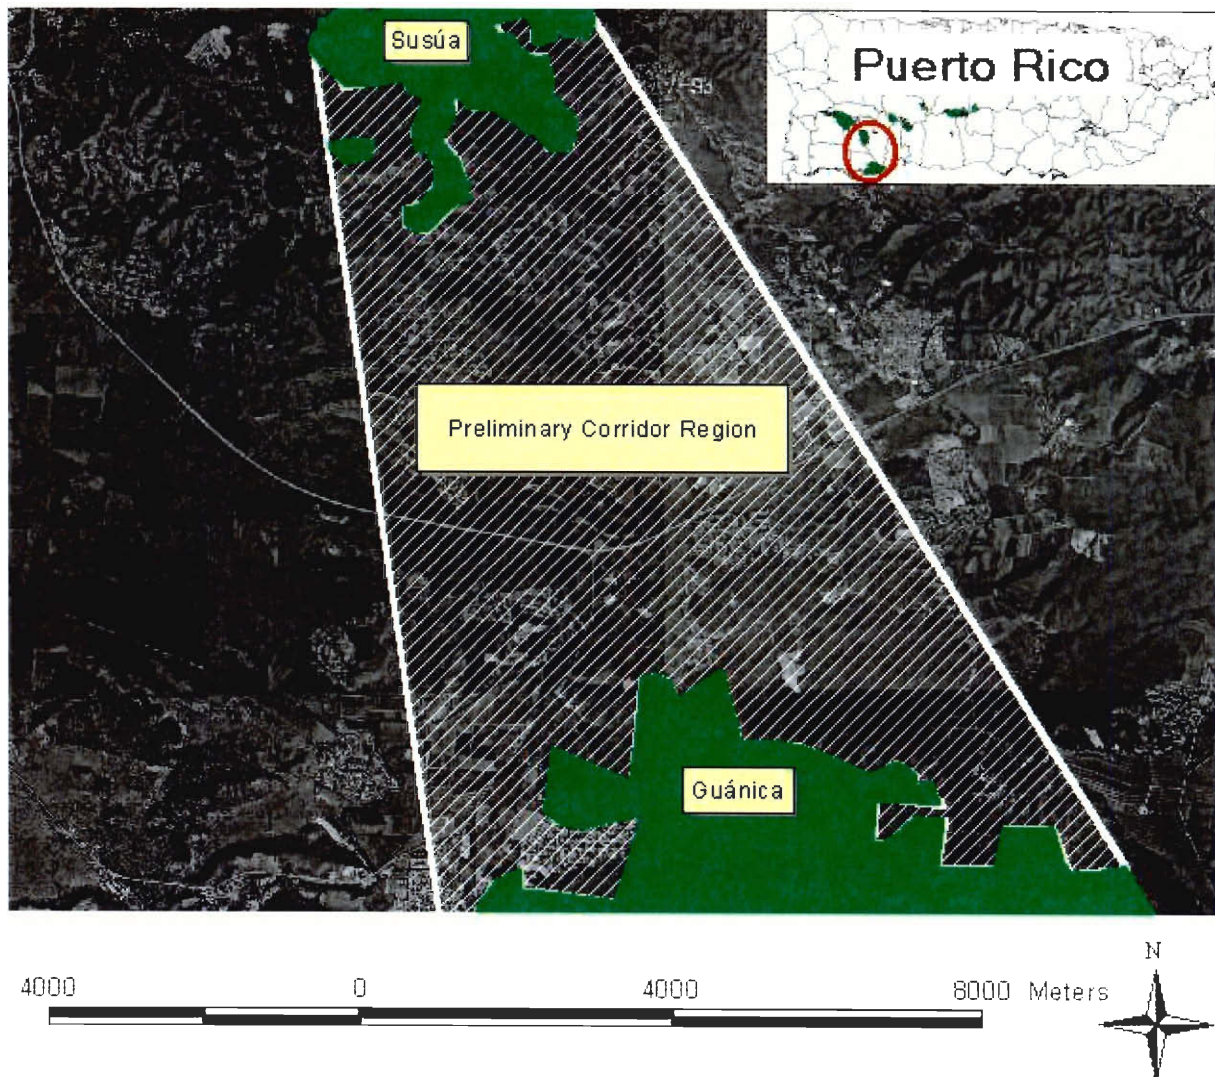 Susúa
Puerto Rico
Preliminary Corridor Region
Guánica
N
4000 0 4000 8000 Meters